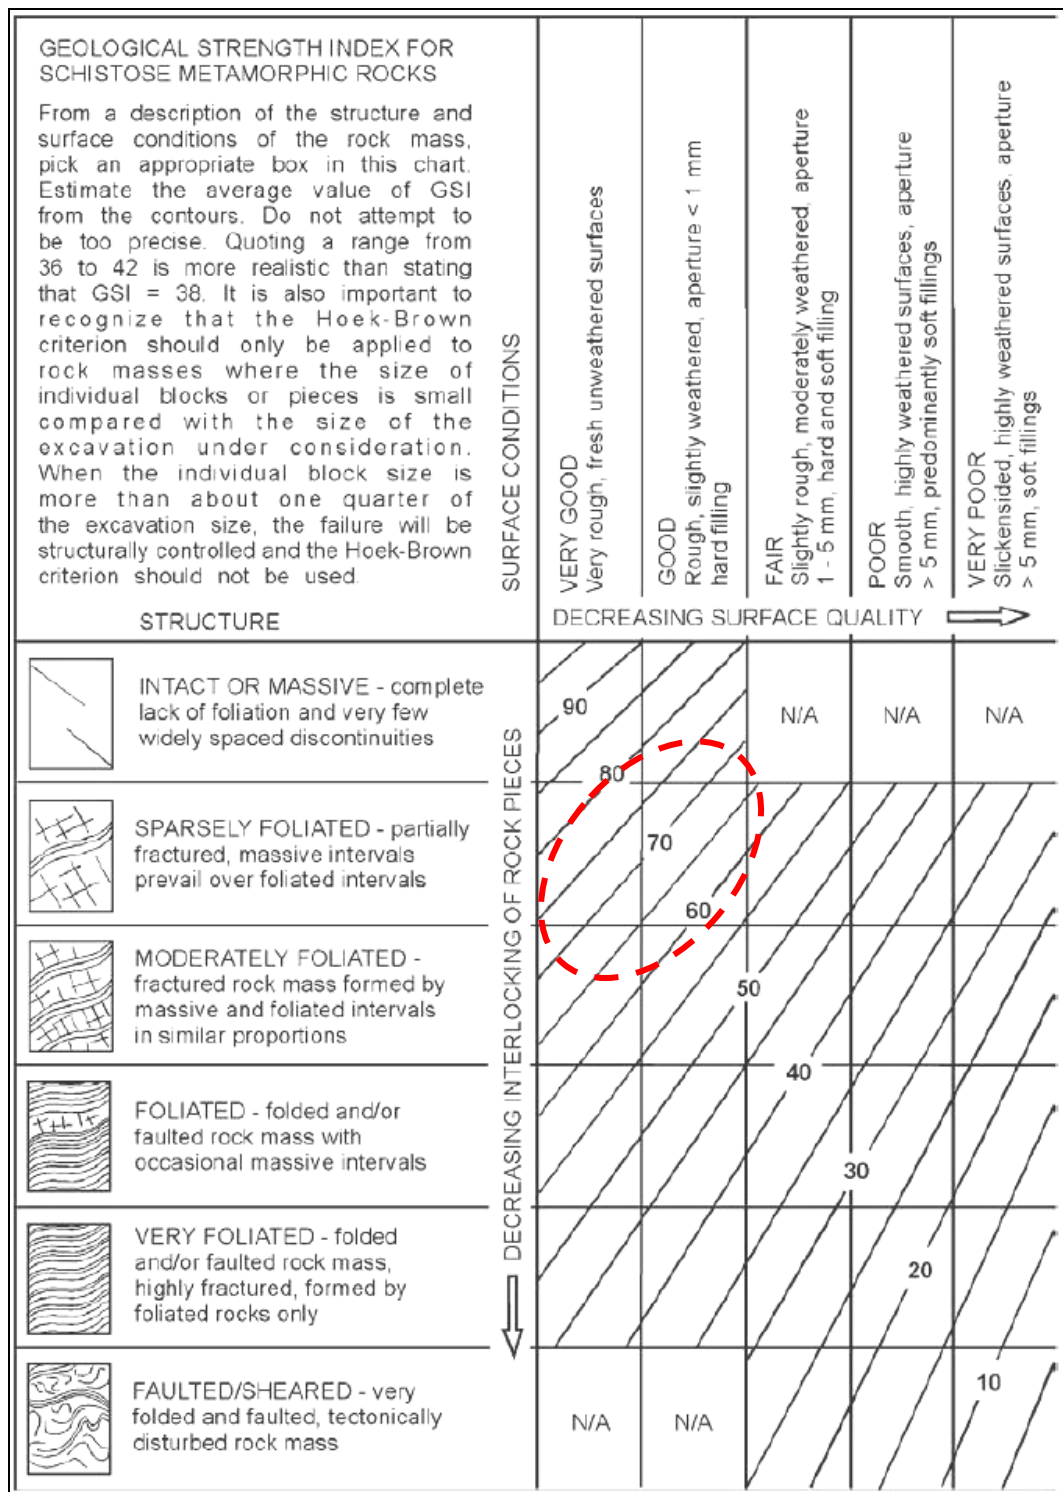 GEOLOGICAL STRENGTH INDEX FOR
SCHISTOSE METAMORPHIC ROCKS
From a description of the structure and
surface conditions of the rock mass,
pick an appropriate box in this chart.
Estimate the average value of GSI
from the contours. Do not attempt to
be too precise. Quoting a range from
36 to 42 is more realistic than stating
that GSI = 38. It is also important to
recognize that the Hoek-Brown
criterion should only be applied to
rock masses where the size of
individual blocks or pieces is small
compared with the size of the
excavation under consideration.
When the individual block size is
more than about one quarter of
the excavation size, the failure will be
structurally controlled and the Hoek-Brown
criterion should not be used.
STRUCTURE
SURFACE CONDITIONS
VERY GOOD
Very rough, fresh unweathered surfaces
GOOD
Rough, slightly weathered, aperture < 1 mm
hard filling
FAIR
Slightly rough, moderately weathered, aperture
1 - 5 mm, hard and soft filling
POOR
Smooth, highly weathered surfaces, aperture
> 5 mm, predominantly soft fillings
VERY POOR
Slickensided, highly weathered surfaces, aperture
> 5 mm, soft fillings
DECREASING SURFACE QUALITY
DECREASING INTERLOCKING OF ROCK PIECES
INTACT OR MASSIVE - complete
lack of foliation and very few
widely spaced discontinuities
90
N/A
N/A
N/A
80
SPARSELY FOLIATED - partially
fractured, massive intervals
prevail over foliated intervals
70
60
MODERATELY FOLIATED -
fractured rock mass formed by
massive and foliated intervals
in similar proportions
50
40
FOLIATED - folded and/or
faulted rock mass with
occasional massive intervals
30
VERY FOLIATED - folded
and/or faulted rock mass,
highly fractured, formed by
foliated rocks only
20
FAULTED/SHEARED - very
folded and faulted, tectonically
disturbed rock mass
N/A
N/A
10